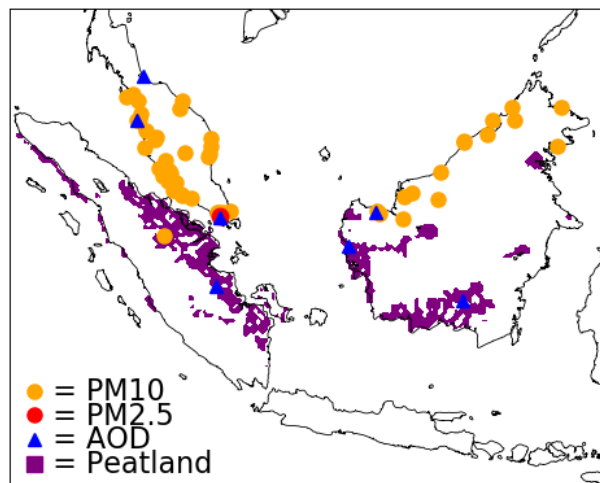 = PM10
= PM2.5
= AOD
= Peatland